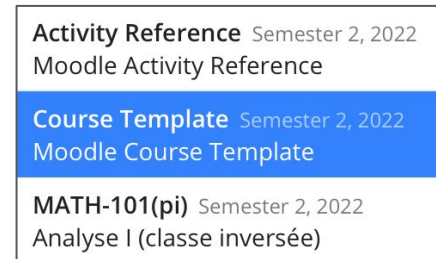 Activity Reference Semester 2, 2022
Moodle Activity Reference
Course Template Semester 2, 2022
Moodle Course Template
MATH-101(pi) Semester 2, 2022
Analyse I (classe inversée)